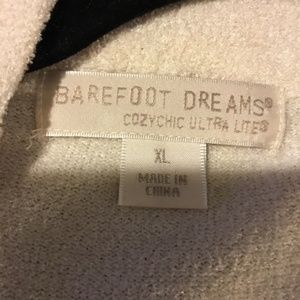 BAREFOOT DREAMS®
COZYCHIC ULTRA LITE®
XL
MADE IN
CHINA